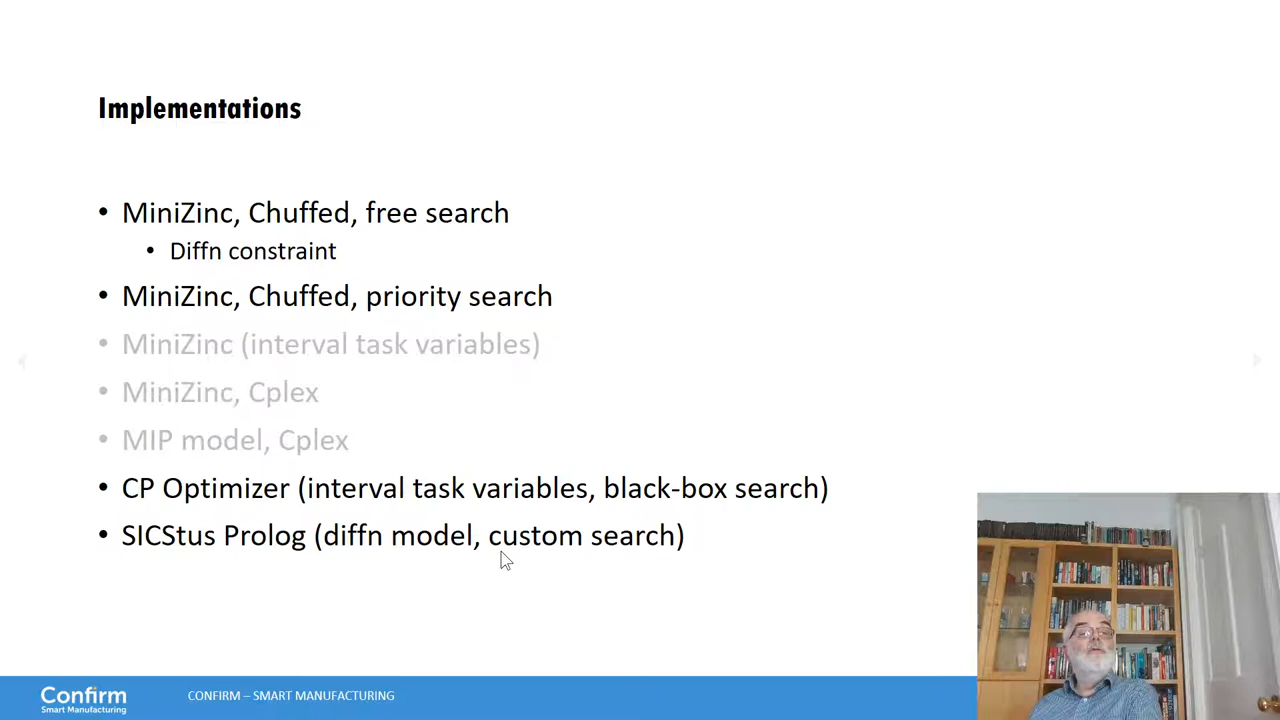 Implementations
• MiniZinc, Chuffed, free search
• Diffn constraint
• MiniZinc, Chuffed, priority search
• MiniZinc (interval task variables)
• MiniZinc, Cplex
• MIP model, Cplex
• CP Optimizer (interval task variables, black-box search)
• SICStus Prolog (diffn model, custom search)
Confirm
Smart Manufacturing
CONFIRM – SMART MANUFACTURING